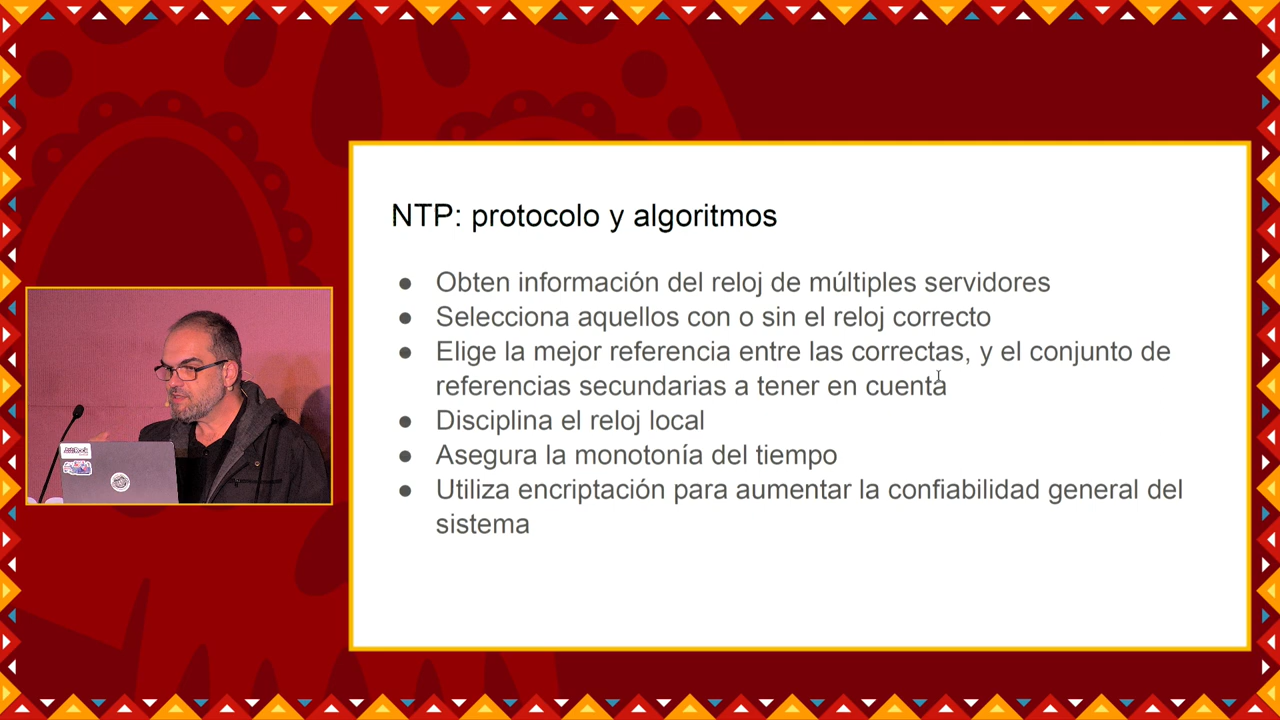 NTP: protocolo y algoritmos
● Obten información del reloj de múltiples servidores
● Selecciona aquellos con o sin el reloj correcto
● Elige la mejor referencia entre las correctas, y el conjunto de
referencias secundarias a tener en cuenta
● Disciplina el reloj local
● Asegura la monotonía del tiempo
● Utiliza encriptación para aumentar la confiabilidad general del
sistema